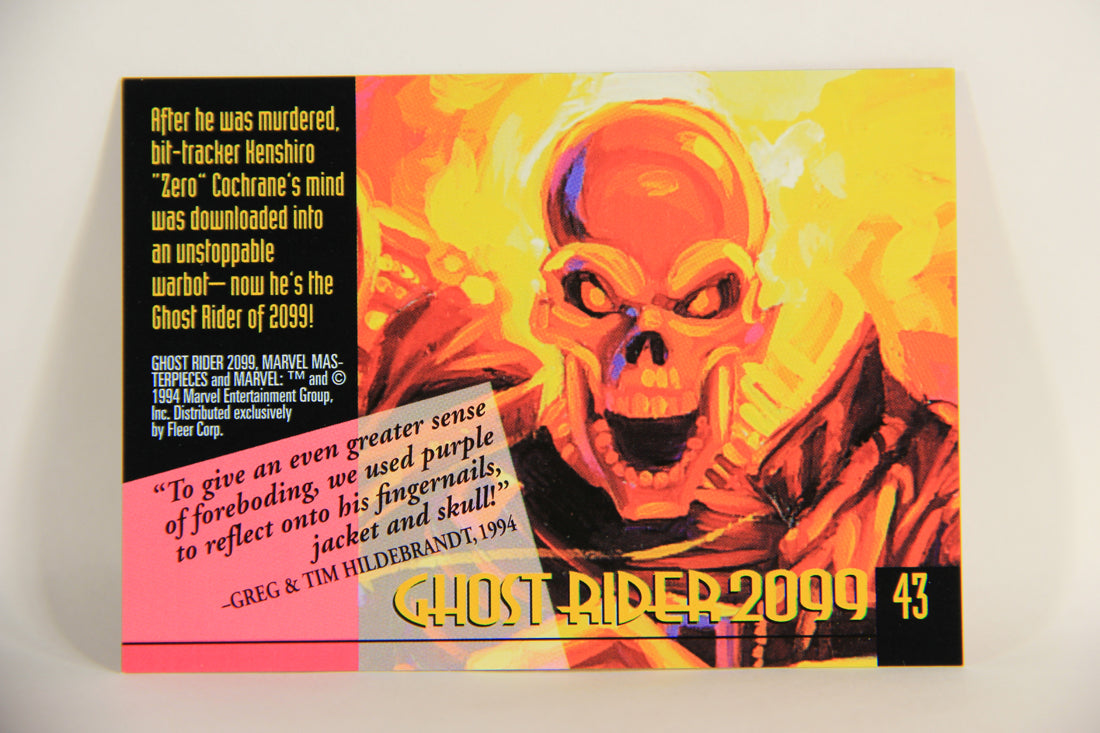 After he was murdered,
bit-tracker Kenshiro
"Zero" Cochrane's mind
was downloaded into
an unstoppable
warbot— now he's the
Ghost Rider of 2099!
GHOST RIDER 2099, MARVEL MAS-
TERPIECES and MARVEL: ™ and ©
1994 Marvel Entertainment Group,
Inc. Distributed exclusively
by Fleer Corp.
“To give an even greater sense
of foreboding, we used purple
to reflect onto his fingernails,
jacket and skull!”
–GREG & TIM HILDEBRANDT, 1994
GHOST RIDER 2099
43